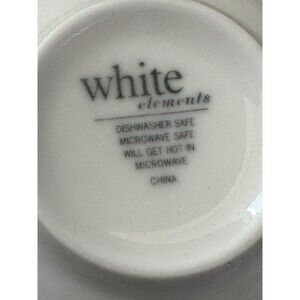 white
elements
DISHWASHER SAFE
MICROWAVE SAFE
WILL GET HOT IN
MICROWAVE
CHINA